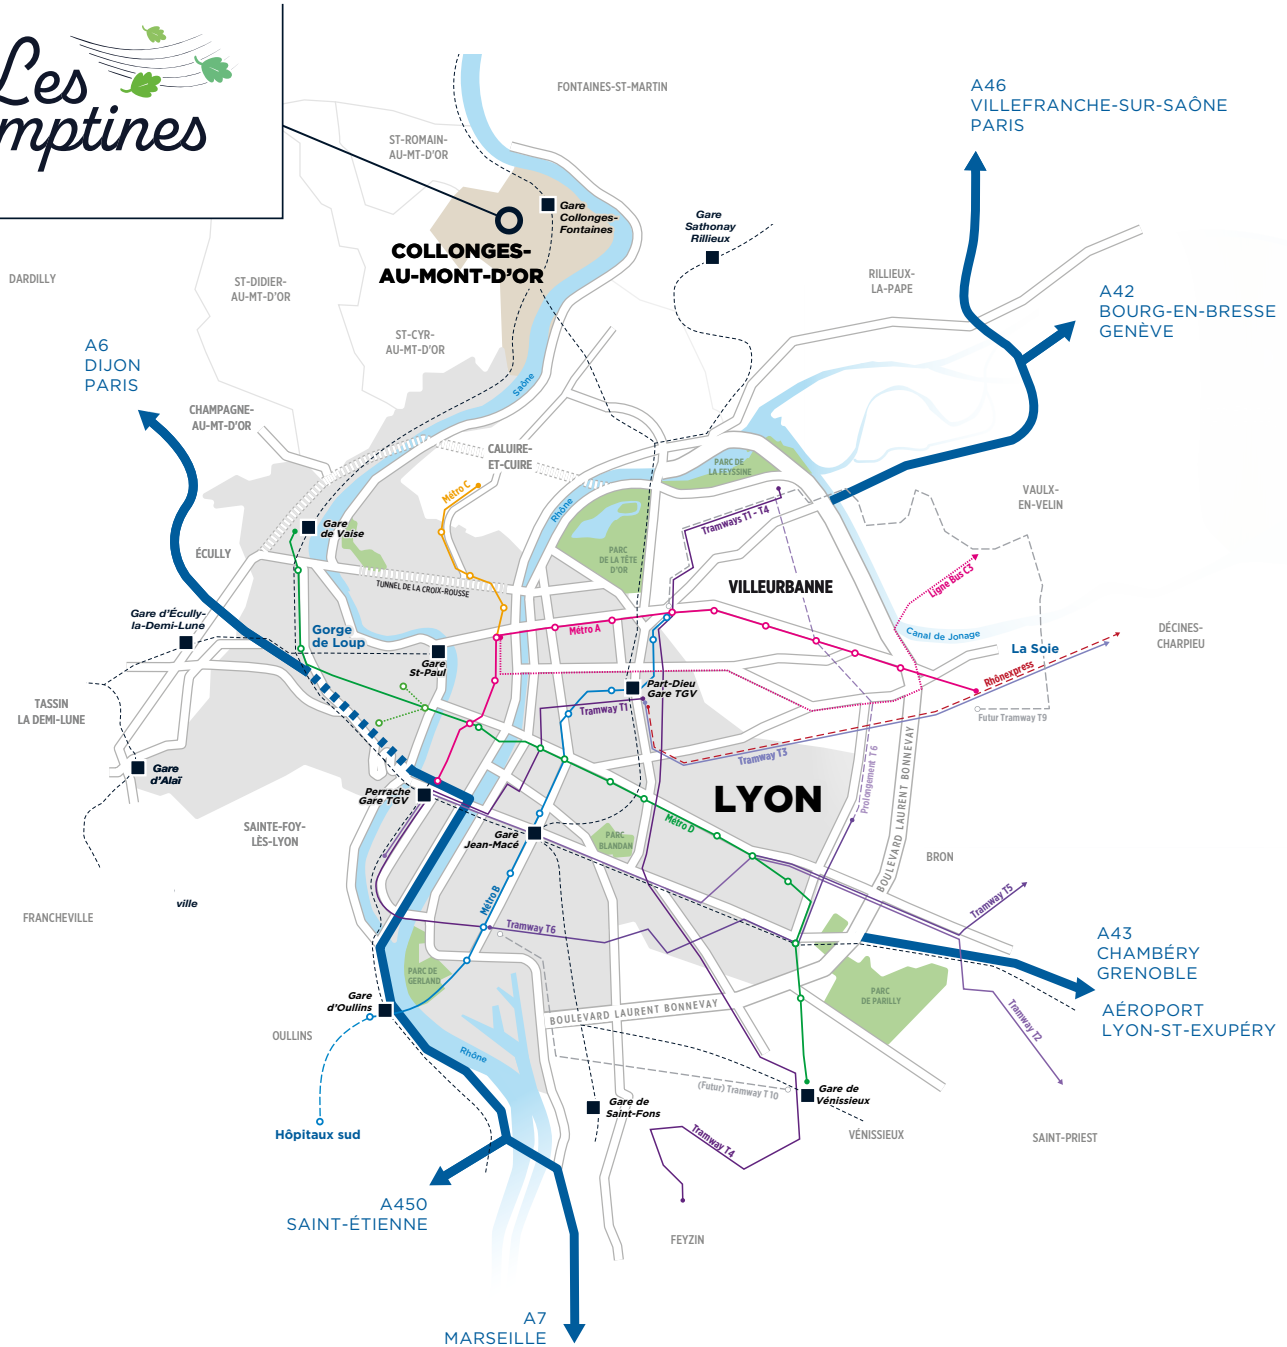 Les
mptines
FONTAINES-ST-MARTIN
A46
VILLEFRANCHE-SUR-SAÔNE
PARIS
ST-ROMAIN-
AU-MT-D'OR
Gare
Collonges-
Fontaines
Gare
Sathonay
Rillieux
COLLONGES-
AU-MONT-D'OR
DARDILLY
ST-DIDIER-
AU-MT-D'OR
RILLIEUX-
LA-PAPE
A42
BOURG-EN-BRESSE
GENÈVE
ST-CYR-
AU-MT-D'OR
A6
DIJON
PARIS
Saône
CHAMPAGNE-
AU-MT-D'OR
CALUIRE-
ET-CUIRE
PARC DE
LA FEYSSINE
Métro C
Rhône
VAULX-
EN-VELIN
Gare
de Vaise
Tramways T1 - T4
ÉCULLY
PARC
DE LA TÊTE
D'OR
TUNNEL DE LA CROIX-ROUSSE
VILLEURBANNE
Ligne Bus C3
Gare d'Écully-
la-Demi-Lune
Gorge
de Loup
Métro A
Canal de Jonage
DÉCINES-
CHARPIEU
La Soie
Gare
St-Paul
Rhônexpress
Part-Dieu
Gare TGV
TASSIN
LA DEMI-LUNE
Tramway T1
Futur Tramway T9
Tramway T3
Gare
d'Alaï
Prolongement T6
BOULEVARD LAURENT BONNEVAY
Perrache
Gare TGV
LYON
SAINTE-FOY-
LÈS-LYON
Gare
Jean-Macé
PARC
BLANDAN
Métro D
BRON
Métro B
Tramway T5
ville
FRANCHEVILLE
Tramway T6
A43
CHAMBÉRY
GRENOBLE
PARC DE
GERLAND
PARC
DE PARILLY
Gare
d'Oullins
BOULEVARD LAURENT BONNEVAY
AÉROPORT
LYON-ST-EXUPÉRY
Tramway T2
OULLINS
Rhône
(Futur) Tramway T10
Gare de
Vénissieux
Gare de
Saint-Fons
Hôpitaux sud
VÉNISSIEUX
SAINT-PRIEST
Tramway T4
A450
SAINT-ÉTIENNE
FEYZIN
A7
MARSEILLE